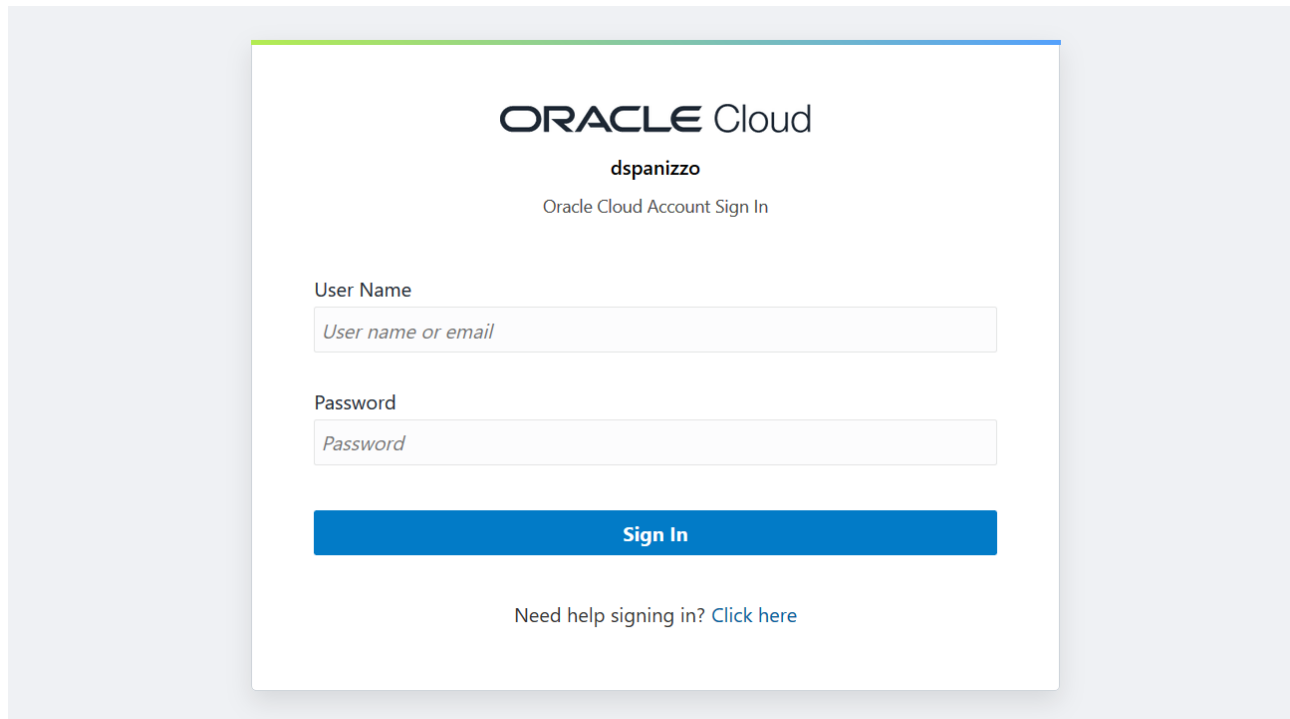 ORACLE Cloud
dspanizzo
Oracle Cloud Account Sign In
User Name
User name or email
Password
Password
Sign In
Need help signing in? Click here